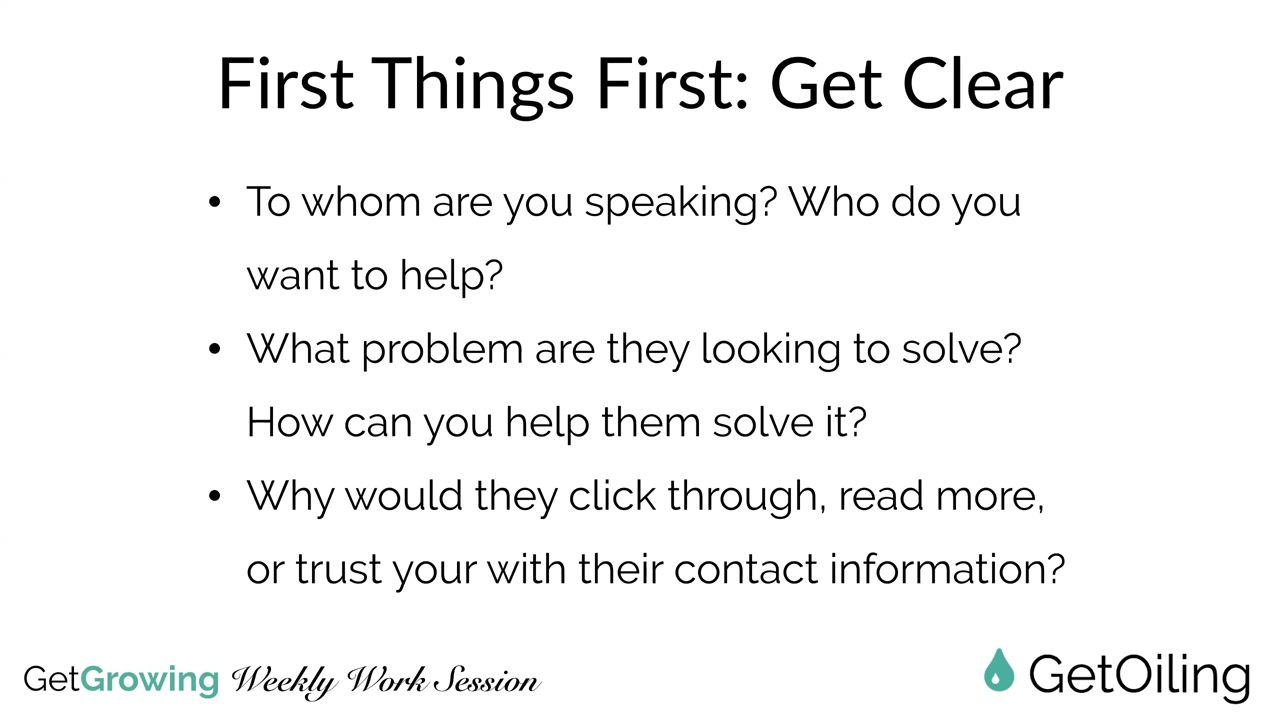 First Things First: Get Clear
• To whom are you speaking? Who do you
want to help?
• What problem are they looking to solve?
How can you help them solve it?
• Why would they click through, read more,
or trust your with their contact information?
GetGrowing Weekly Work Session
GetOiling